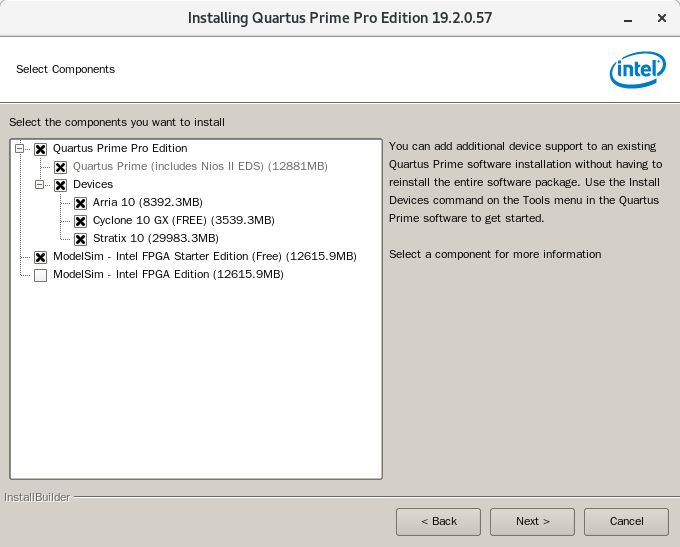 Installing Quartus Prime Pro Edition 19.2.0.57
Select Components
intel
Select the components you want to install
Quartus Prime Pro Edition
Quartus Prime (includes Nios II EDS) (12881MB)
Devices
Arria 10 (8392.3MB)
Cyclone 10 GX (FREE) (3539.3MB)
Stratix 10 (29983.3MB)
ModelSim - Intel FPGA Starter Edition (Free) (12615.9MB)
ModelSim - Intel FPGA Edition (12615.9MB)
You can add additional device support to an existing
Quartus Prime software installation without having to
reinstall the entire software package. Use the Install
Devices command on the Tools menu in the Quartus
Prime software to get started.
Select a component for more information
InstallBuilder
< Back
Next >
Cancel